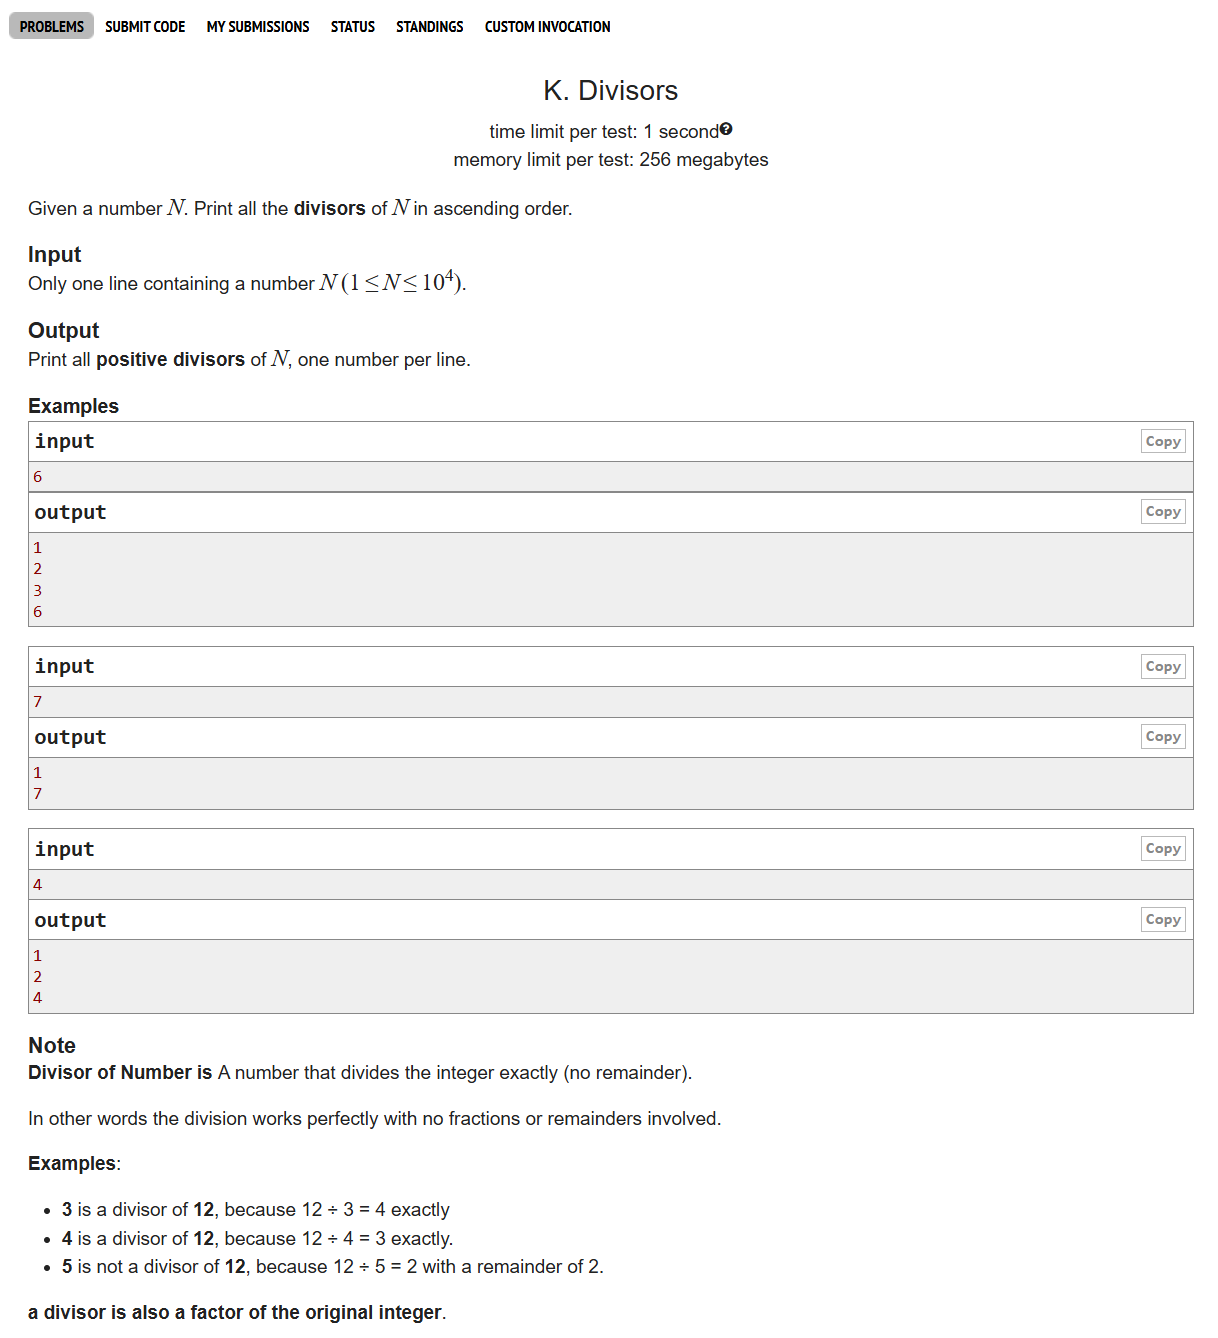 PROBLEMS SUBMIT CODE MY SUBMISSIONS STATUS STANDINGS CUSTOM INVOCATION
K. Divisors
time limit per test: 1 second?
memory limit per test: 256 megabytes
Given a number N. Print all the divisors of N in ascending order.
Input
Only one line containing a number N (1 ≤ N ≤ 10⁴).
Output
Print all positive divisors of N, one number per line.
Examples
input Copy
6
output Copy
1
2
3
6
input Copy
7
output Copy
1
7
input Copy
4
output Copy
1
2
4
Note
Divisor of Number is A number that divides the integer exactly (no remainder).
In other words the division works perfectly with no fractions or remainders involved.
Examples:
• 3 is a divisor of 12, because 12 ÷ 3 = 4 exactly
• 4 is a divisor of 12, because 12 ÷ 4 = 3 exactly.
• 5 is not a divisor of 12, because 12 ÷ 5 = 2 with a remainder of 2.
a divisor is also a factor of the original integer.